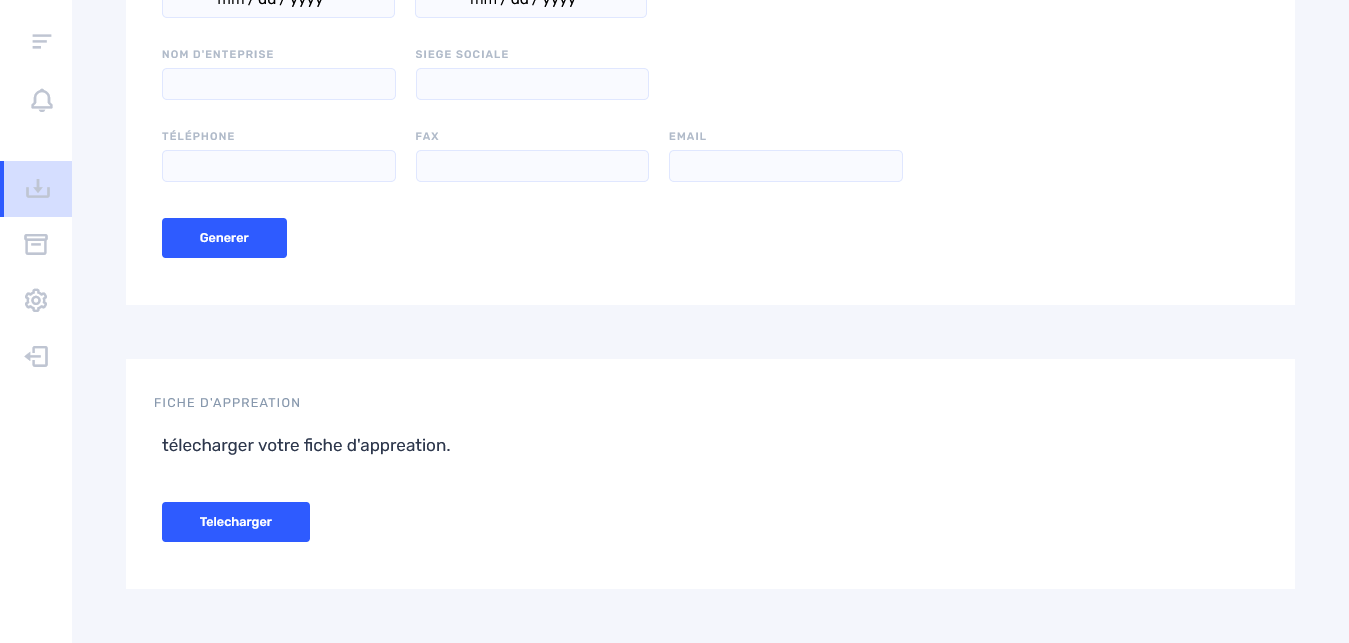 mm / dd / yyyy mm / dd / yyyy
NOM D'ENTEPRISE SIEGE SOCIALE
TÉLÉPHONE FAX EMAIL
Generer
FICHE D'APPREATION
télecharger votre fiche d'appreation.
Telecharger